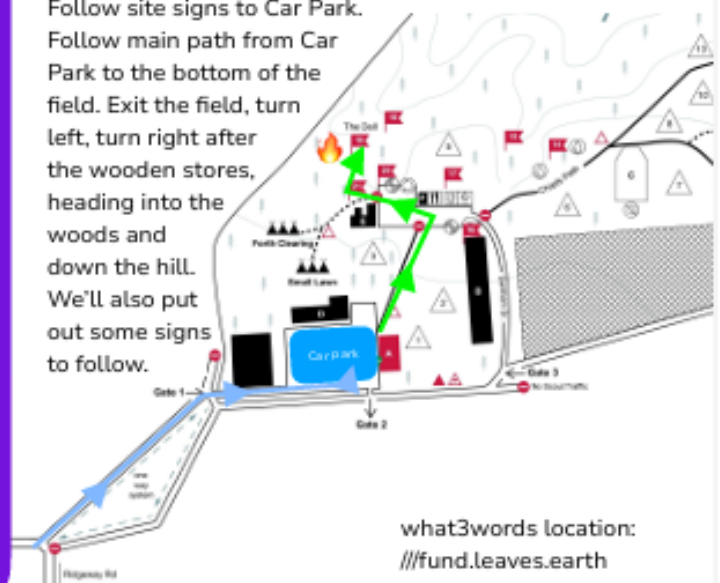 Follow site signs to Car Park.
Follow main path from Car
Park to the bottom of the
field. Exit the field, turn
left, turn right after
the wooden stores,
heading into the
woods and
down the hill.
We'll also put
out some signs
to follow.
The Dell
Forth Clearing
Small Lawn
Car park
A
B
D
G
Gate 1
Gate 2
Gate 3
No Scout Traffic
one
way
system
Ridgeway Rd
what3words location:
///fund.leaves.earth